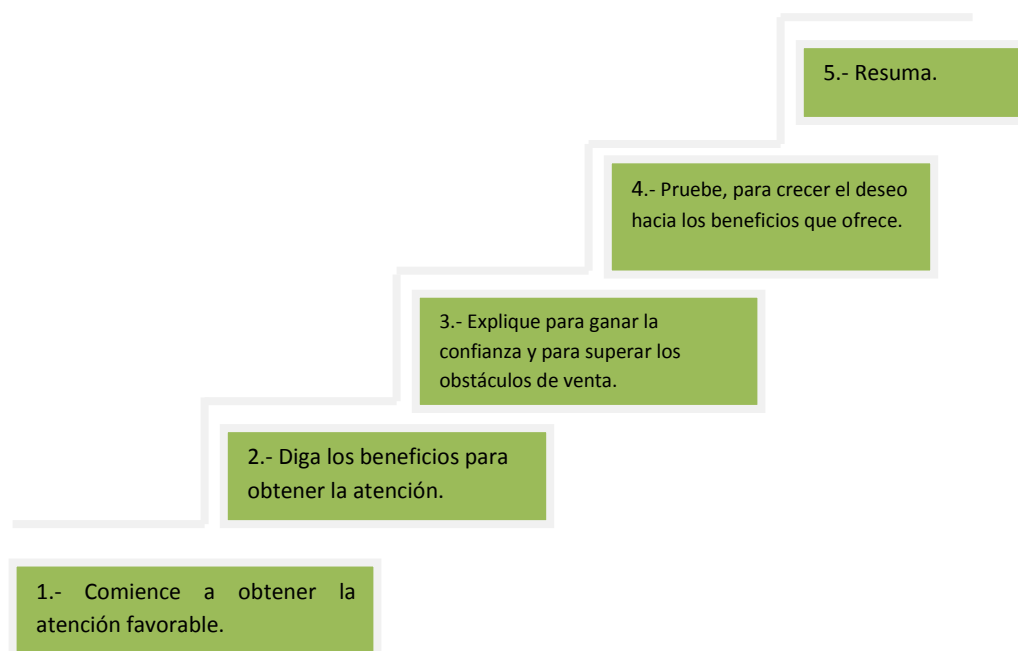 5.- Resuma.
4.- Pruebe, para crecer el deseo
hacia los beneficios que ofrece.
3.- Explique para ganar la
confianza y para superar los
obstáculos de venta.
2.- Diga los beneficios para
obtener la atención.
1.- Comience a obtener la
atención favorable.